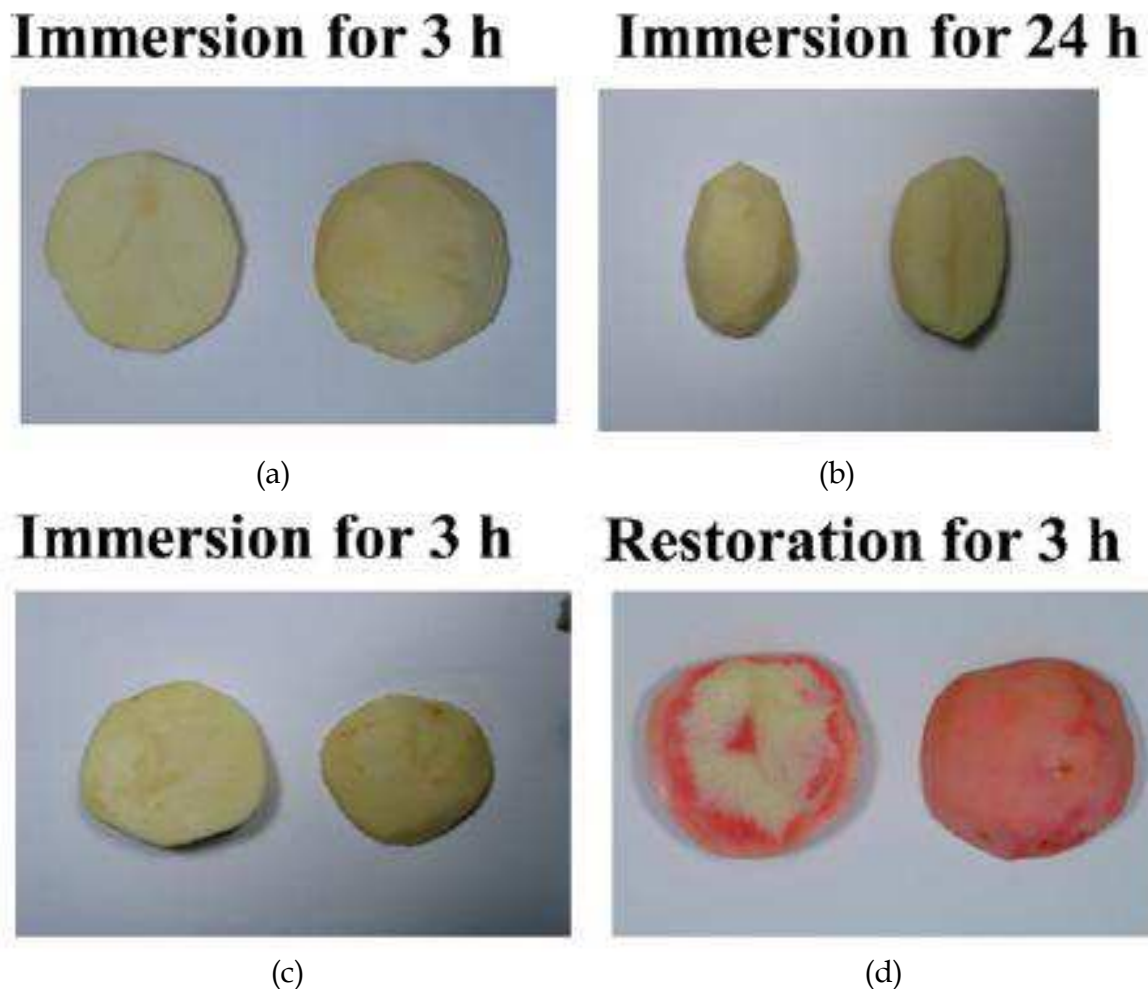 Immersion for 3 h
Immersion for 24 h
(a)
(b)
Immersion for 3 h
Restoration for 3 h
(c)
(d)